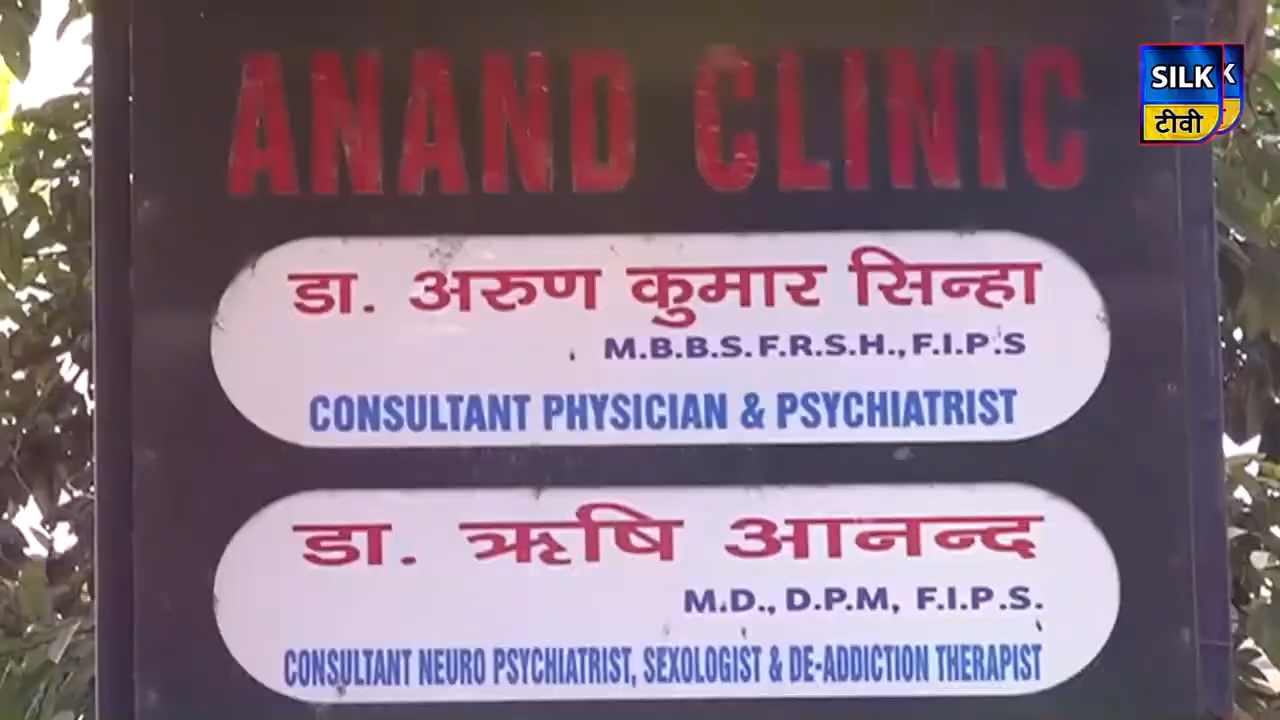 SILK
K
टीवी
ANAND CLINIC
डा. अरुण कुमार सिन्हा
M.B.B.S. F.R.S.H., F.I.P.S
CONSULTANT PHYSICIAN & PSYCHIATRIST
डा. ऋषि आनन्द
M.D., D.P.M, F.I.P.S.
CONSULTANT NEURO PSYCHIATRIST, SEXOLOGIST & DE-ADDICTION THERAPIST